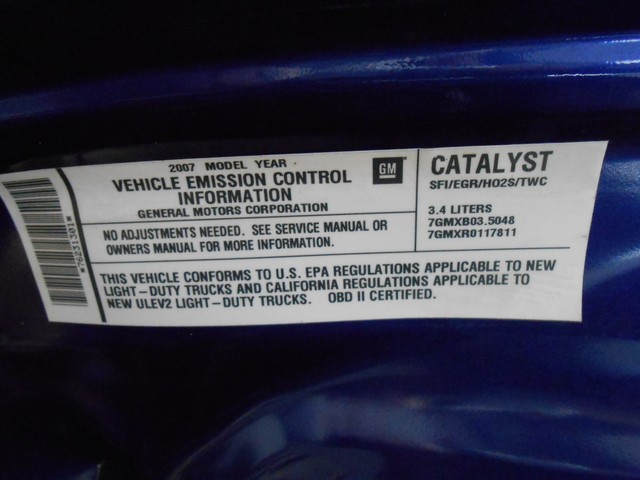 2007 MODEL YEAR
VEHICLE EMISSION CONTROL
INFORMATION
GENERAL MOTORS CORPORATION
GM
CATALYST
SFI/EGR/HO2S/TWC
NO ADJUSTMENTS NEEDED. SEE SERVICE MANUAL OR
OWNERS MANUAL FOR MORE INFORMATION.
3.4 LITERS
7GMXB03.5048
7GMXR0117811
THIS VEHICLE CONFORMS TO U.S. EPA REGULATIONS APPLICABLE TO NEW
LIGHT-DUTY TRUCKS AND CALIFORNIA REGULATIONS APPLICABLE TO
NEW ULEV2 LIGHT-DUTY TRUCKS. OBD II CERTIFIED.
*76231301*